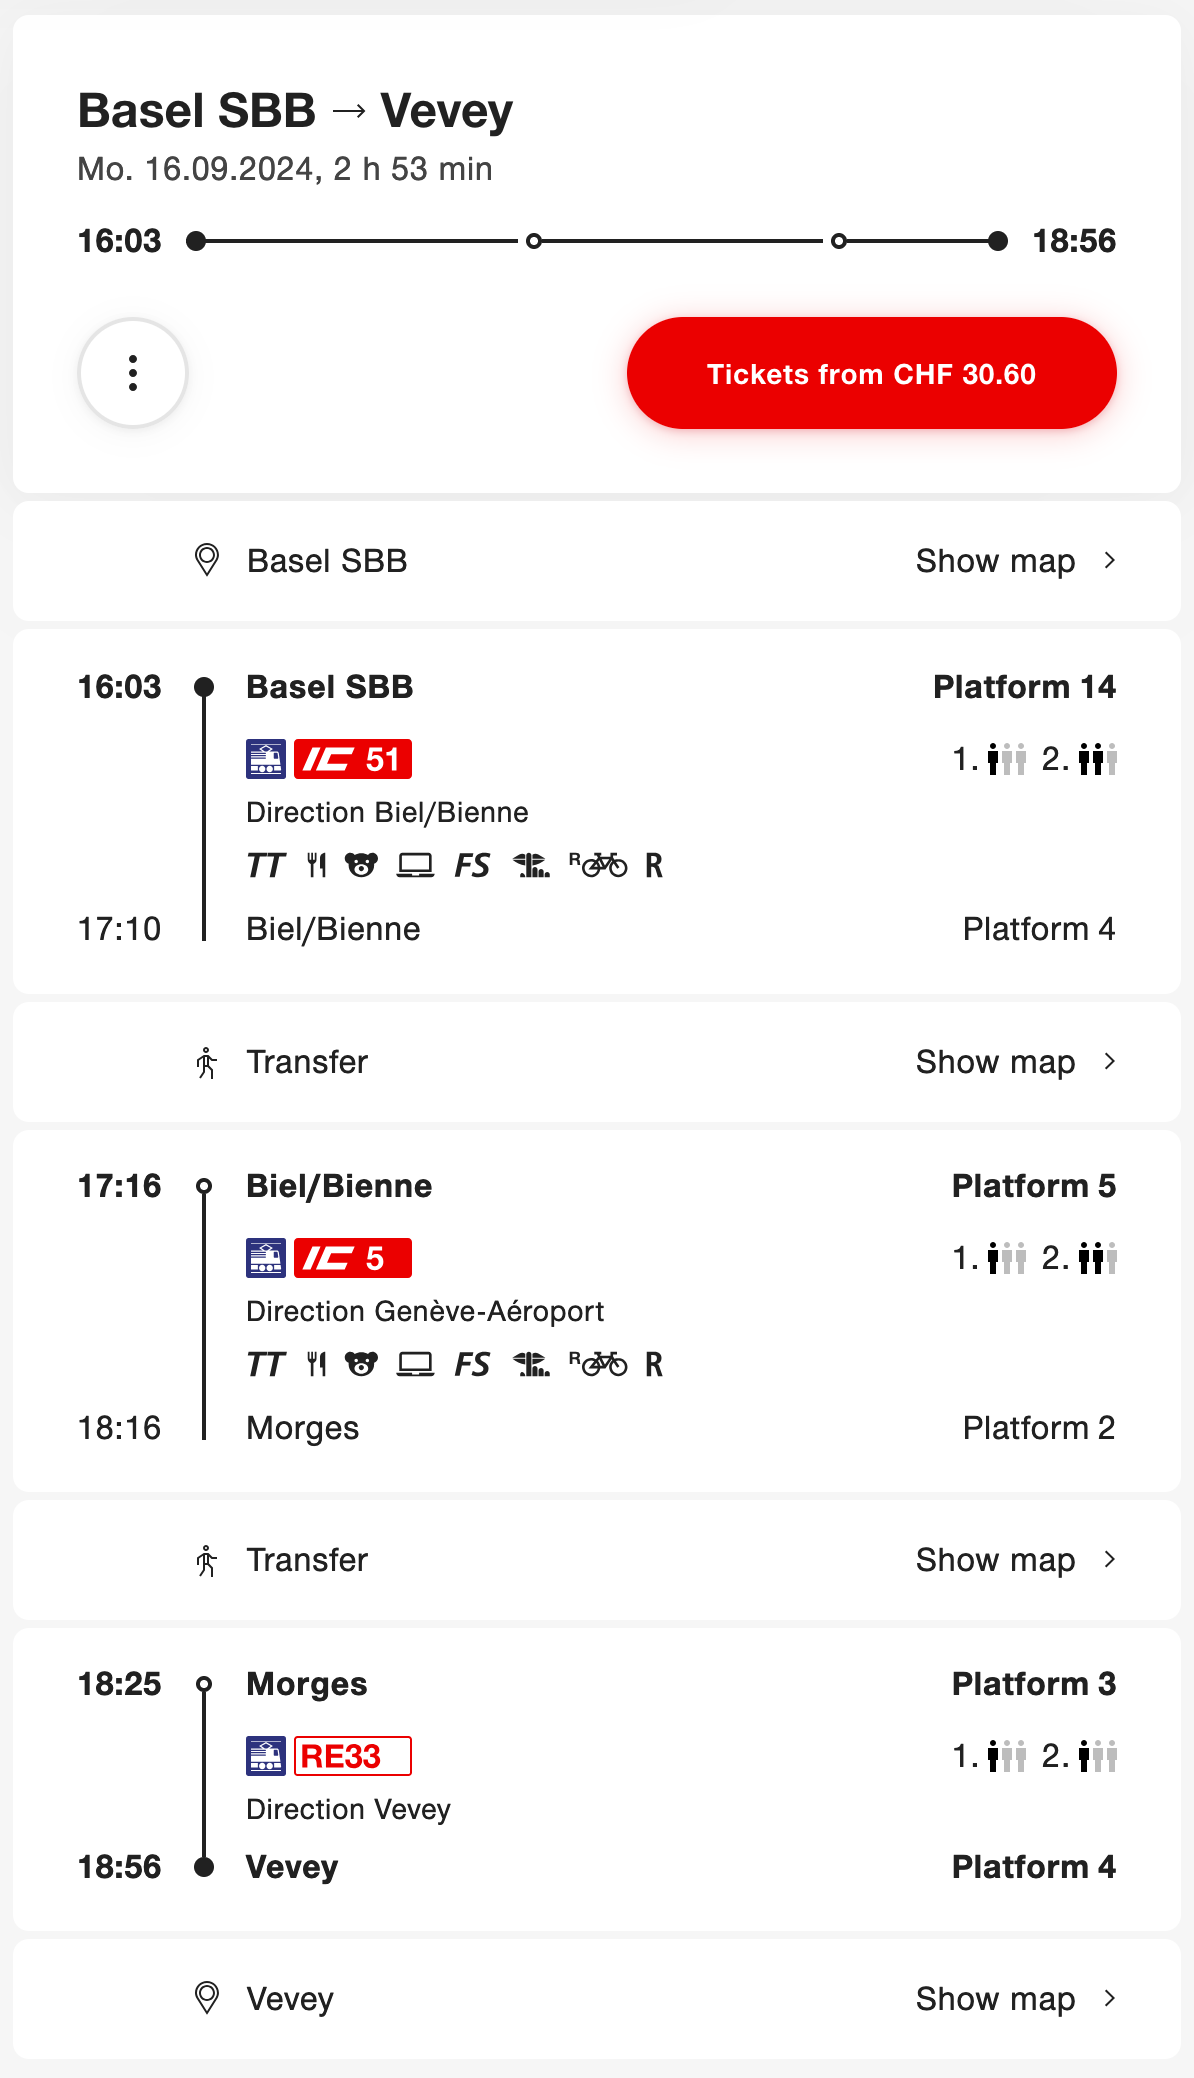 Basel SBB → Vevey
Mo. 16.09.2024, 2 h 53 min
16:03 18:56
Tickets from CHF 30.60
Basel SBB Show map
16:03 Basel SBB Platform 14
IC 51 1. 2.
Direction Biel/Bienne
TT FS R R
17:10 Biel/Bienne Platform 4
Transfer Show map
17:16 Biel/Bienne Platform 5
IC 5 1. 2.
Direction Genève-Aéroport
TT FS R R
18:16 Morges Platform 2
Transfer Show map
18:25 Morges Platform 3
RE33 1. 2.
Direction Vevey
18:56 Vevey Platform 4
Vevey Show map